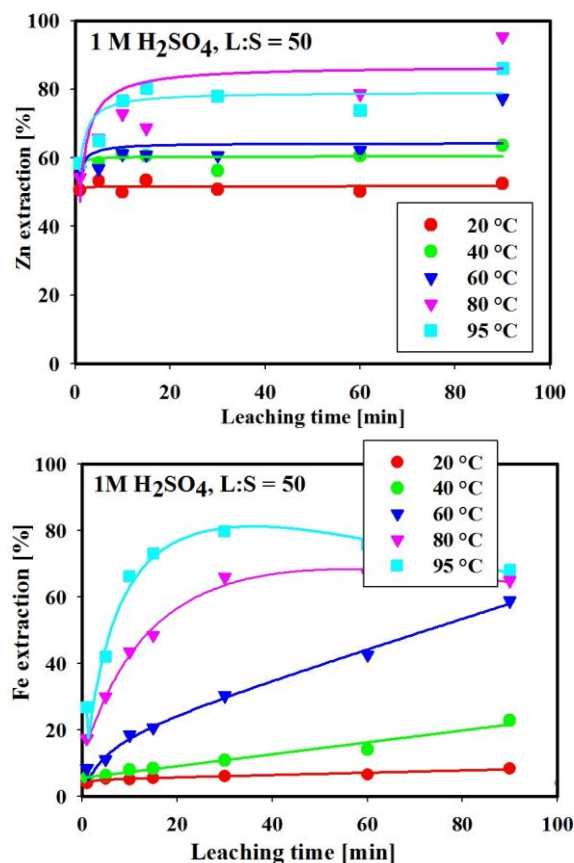 1 M H₂SO₄, L:S = 50
Zn extraction [%]
100
80
60
40
20
0
20 °C
40 °C
60 °C
80 °C
95 °C
0 20 40 60 80 100
Leaching time [min]
1M H₂SO₄, L:S = 50
Fe extraction [%]
100
80
60
40
20
0
20 °C
40 °C
60 °C
80 °C
95 °C
0 20 40 60 80 100
Leaching time [min]